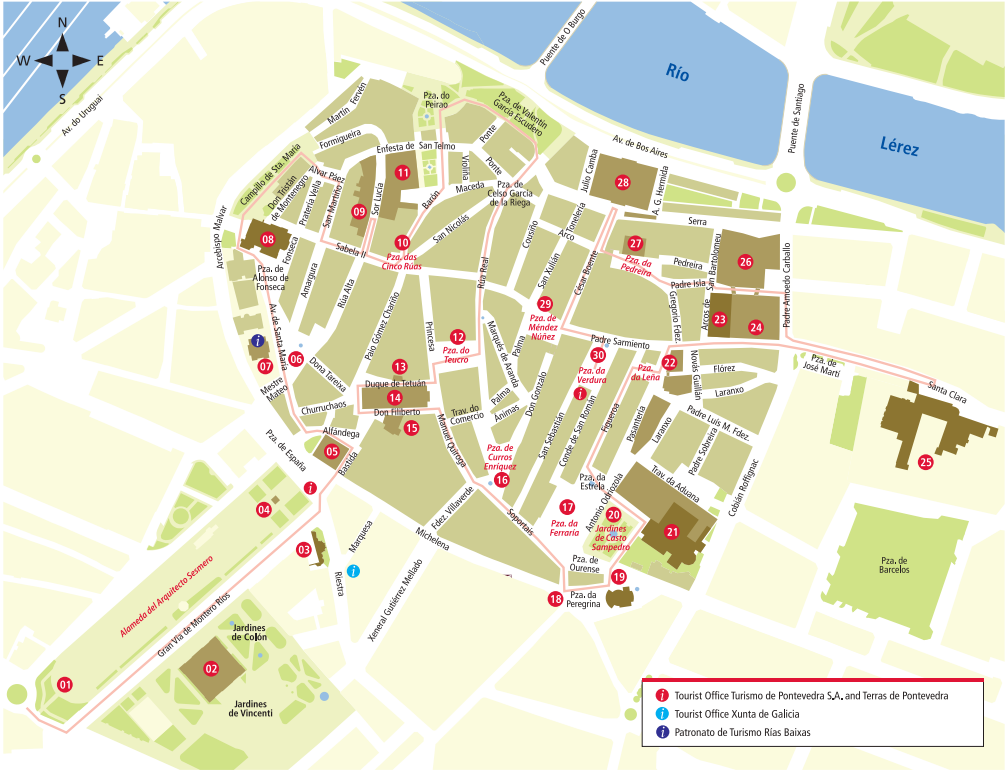 N
W
E
S
Puente de O Burgo
Río
Lérez
Puente de Santiago
Av. do Uruguai
Pza. do
Peirao
Pza. de Valentín
García Escudero
Martín Fervén
Formigueira
Enfesta de San Telmo
Ponte
Ponte
Violiña
Maceda
Av. de Bos Aires
Julio Camba
28
A. G. Hermida
Campillo de Sta. María
Alvar Páez
11
Sor Lucía
Barón
Pza. de
Celso García
de la Riega
Don Tristán
de Montenegro
Pratería Vella
San Martiño
09
San Nicolás
Cousiño
Tonelería
Arco
Serra
Arcebispo Malvar
08
Fonseca
Sabela II
10
Pza. das
Cinco Rúas
Rúa Real
San Xulián
César Boente
27
Pza. da
Pedreira
Pedreira
Padre Isla
Arcos de San Bartolomeu
26
Padre Amoedo Carballo
Pza. de
Alonso de
Fonseca
Amargura
Rúa Alta
Paio Gómez Chariño
29
Pza. de
Méndez
Núñez
Gregorio Fdez.
23
24
Av. de Santa María
i
07
06
Princesa
12
Pza. do
Teucro
Marqués de Aranda
Palma
Padre Sarmiento
30
Pza. da
Verdura
i
Pza.
da Leña
22
Novás Guillán
Flórez
Laranxo
Pza. de
José Martí
Santa Clara
Mestre
Mateo
Dona Tareixa
13
Duque de Tetuán
14
Don Filiberto
15
Churruchaos
Trav. do
Comercio
Palma
Animas
Don Gonzalo
San Sebastián
Conde de San Román
Figueroa
Pasantería
Laranxo
Padre Luís M. Fdez.
Padre Sobreira
25
Alfándega
05
Bastida
Pza. de España
Manuel Quiroga
Pza. de
Curros
Enríquez
16
Cobián Roffignac
i
04
Fdez. Villaverde
Soportais
Pza. da
Estrela
Antonio Odriozola
Trav. da Aduana
17
Pza. da
Ferraría
20
Jardines
de Casto
Sampedro
21
03
Marquesa
Riestra
i
Michelena
Xeneral Gutiérrez Mellado
Pza. de
Ourense
19
18
Pza. da
Peregrina
Pza. de
Barcelos
Alameda del Arquitecto Sesmero
Gran Vía de Montero Ríos
Jardines
de Colón
02
01
Jardines
de Vincenti
i Tourist Office Turismo de Pontevedra S.A. and Terras de Pontevedra
i Tourist Office Xunta de Galicia
i Patronato de Turismo Rías Baixas